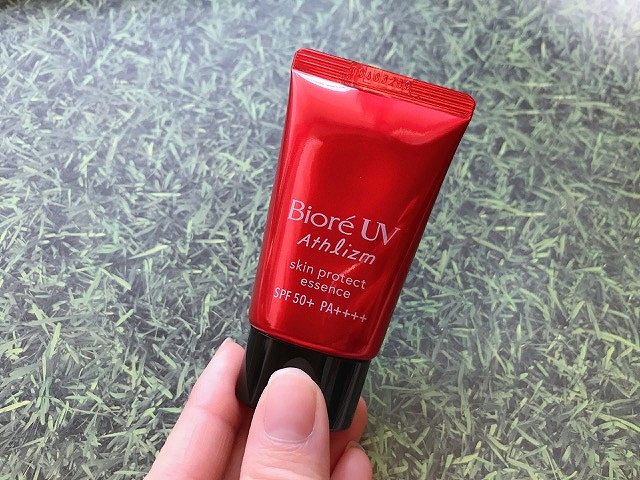 Bioré UV
Athlizm
skin protect
essence
SPF 50+ PA++++